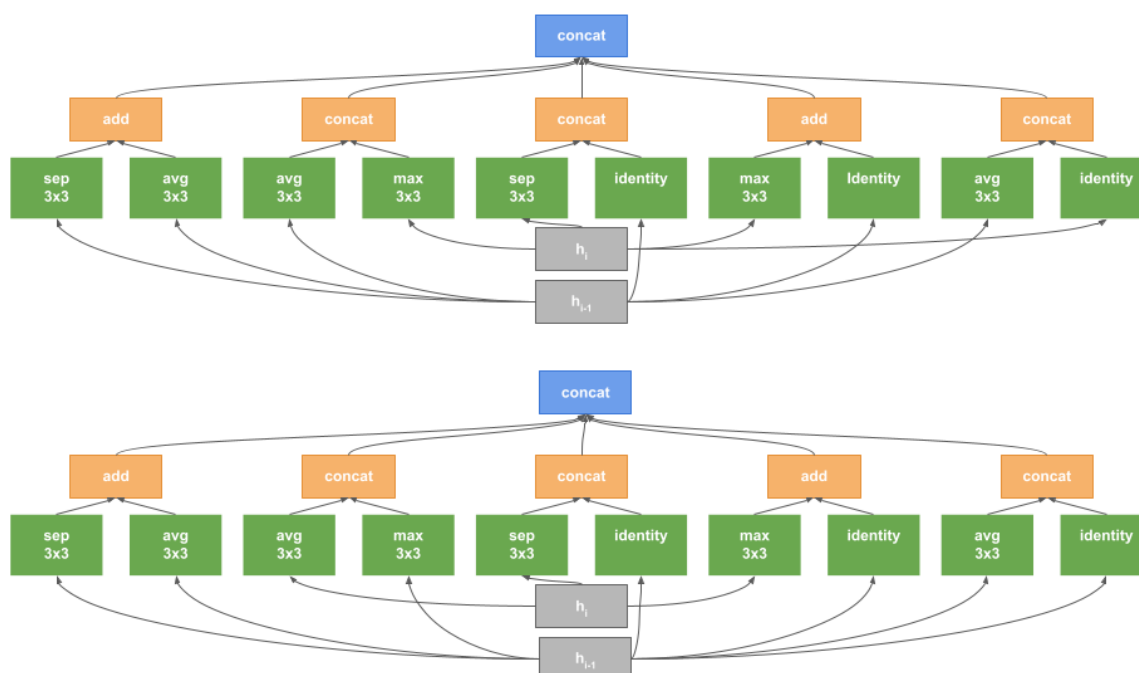 concat
add
concat
concat
add
concat
sep
3x3
avg
3x3
avg
3x3
max
3x3
sep
3x3
identity
max
3x3
Identity
avg
3x3
identity
hᵢ
hᵢ₋₁
concat
add
concat
concat
add
concat
sep
3x3
avg
3x3
avg
3x3
max
3x3
sep
3x3
identity
max
3x3
identity
avg
3x3
identity
hᵢ
hᵢ₋₁